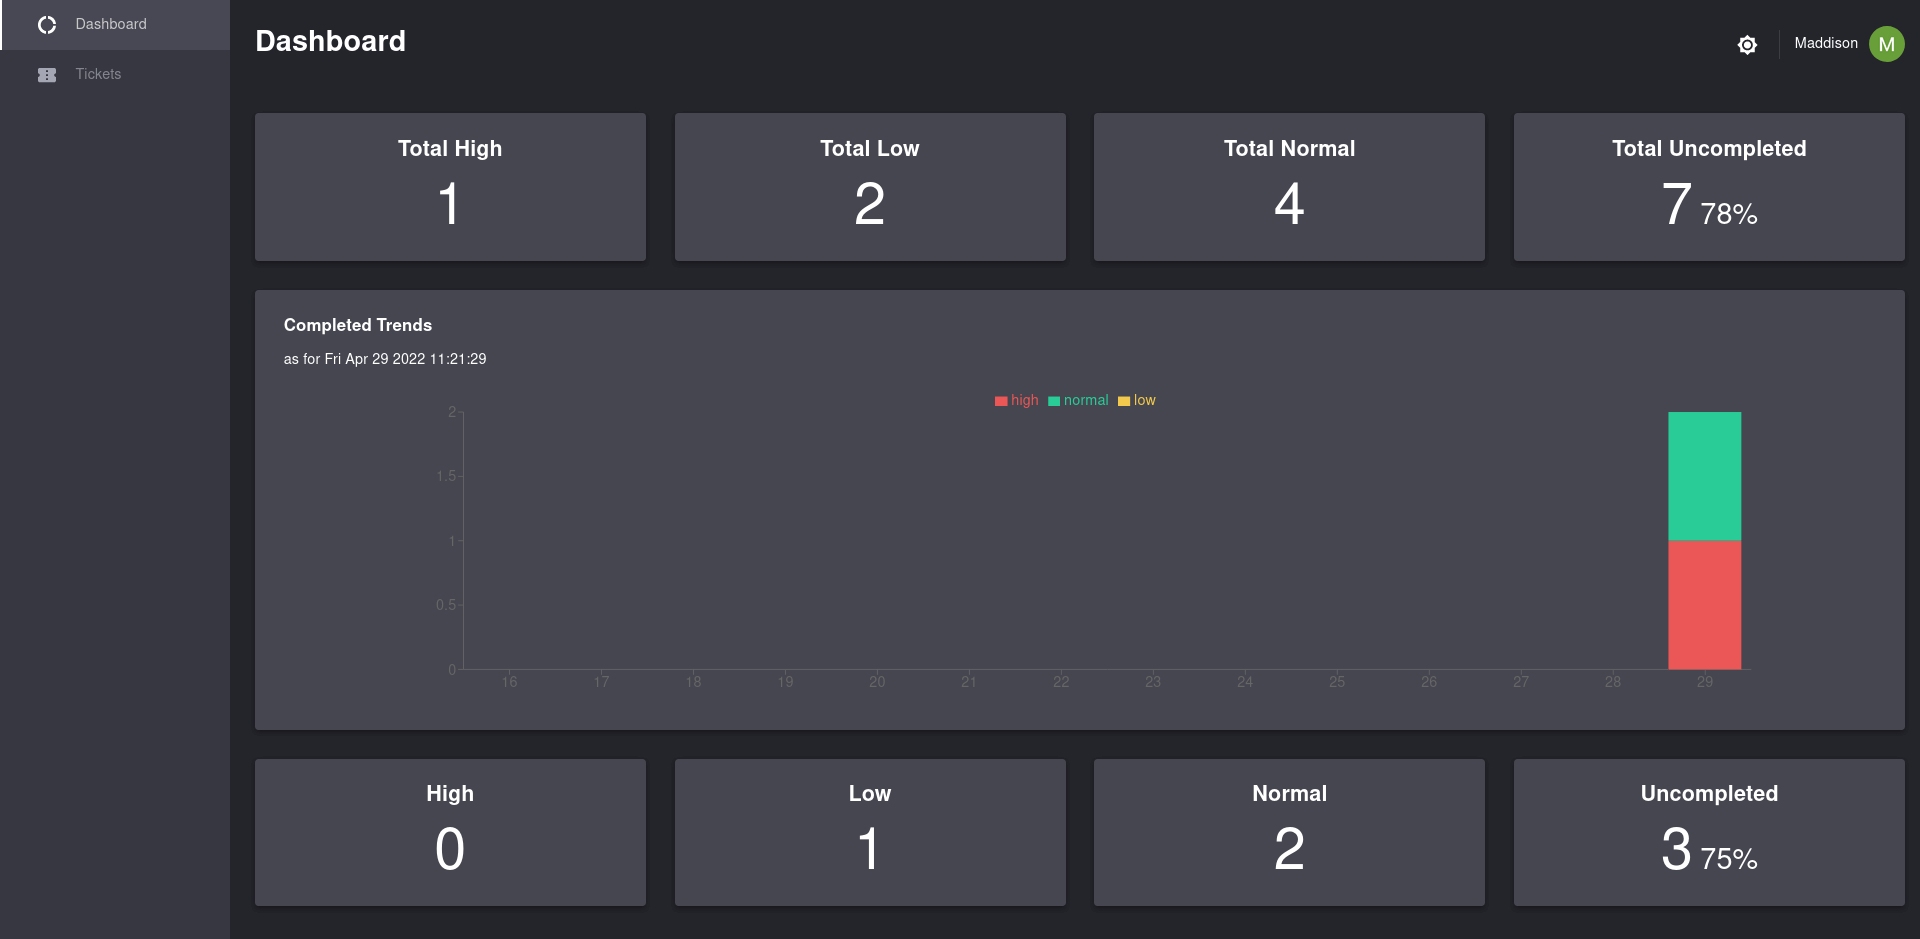 Dashboard
Tickets
Dashboard
Maddison M
Total High
1
Total Low
2
Total Normal
4
Total Uncompleted
7 78%
Completed Trends
as for Fri Apr 29 2022 11:21:29
high normal low
2
1.5
1
0.5
0
16 17 18 19 20 21 22 23 24 25 26 27 28 29
High
0
Low
1
Normal
2
Uncompleted
3 75%